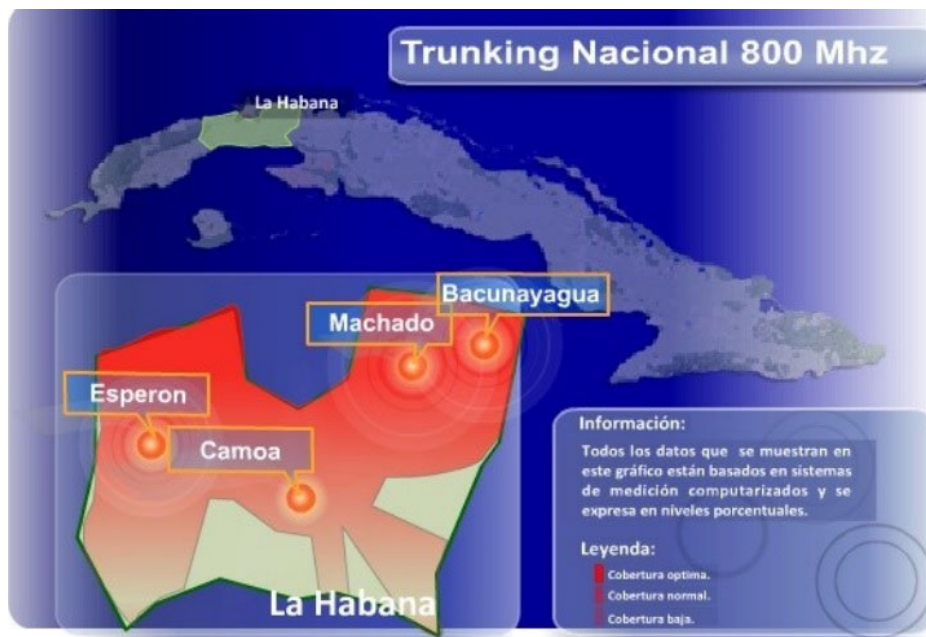 Trunking Nacional 800 Mhz
La Habana
Bacunayagua
Machado
Esperon
Camoa
La Habana
Información:
Todos los datos que se muestran en
este gráfico están basados en sistemas
de medición computarizados y se
expresa en niveles porcentuales.
Leyenda:
Cobertura optima.
Cobertura normal.
Cobertura baja.